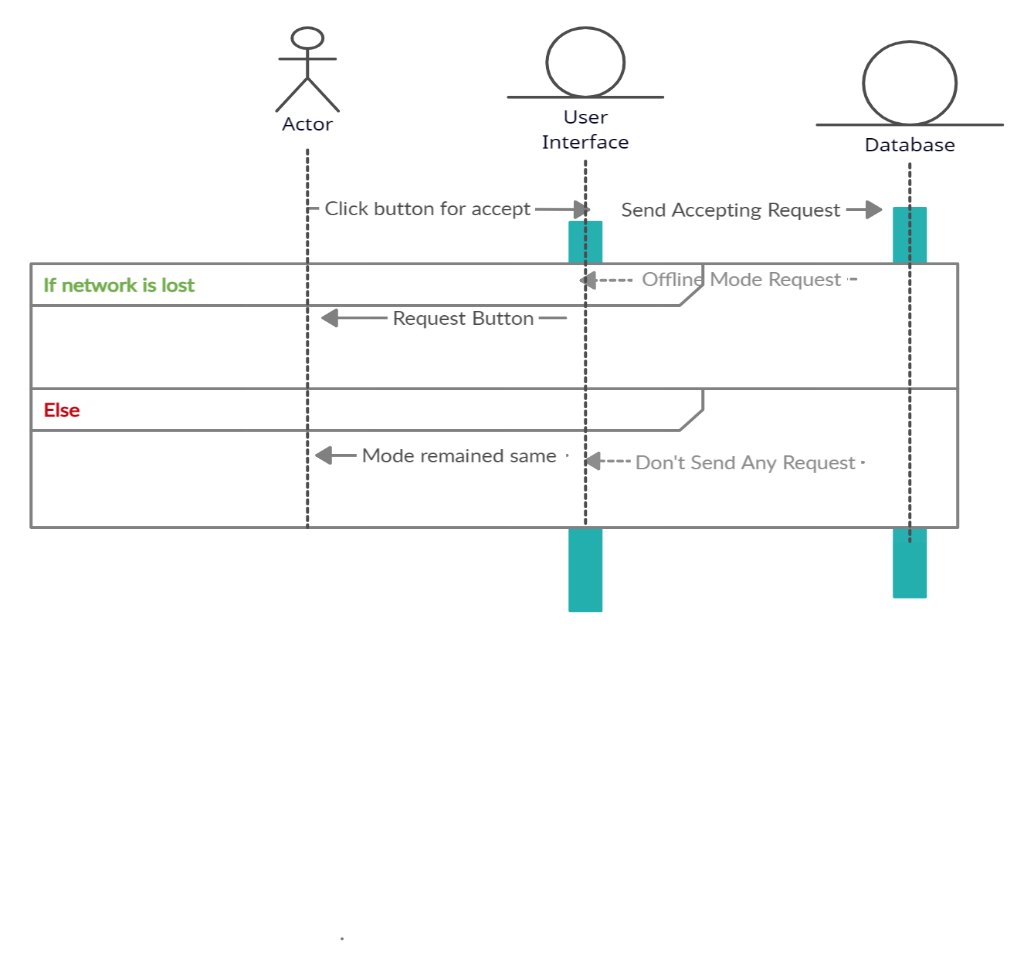 Actor
User
Interface
Database
Click button for accept
Send Accepting Request
If network is lost
Offline Mode Request
Request Button
Else
Mode remained same
Don't Send Any Request